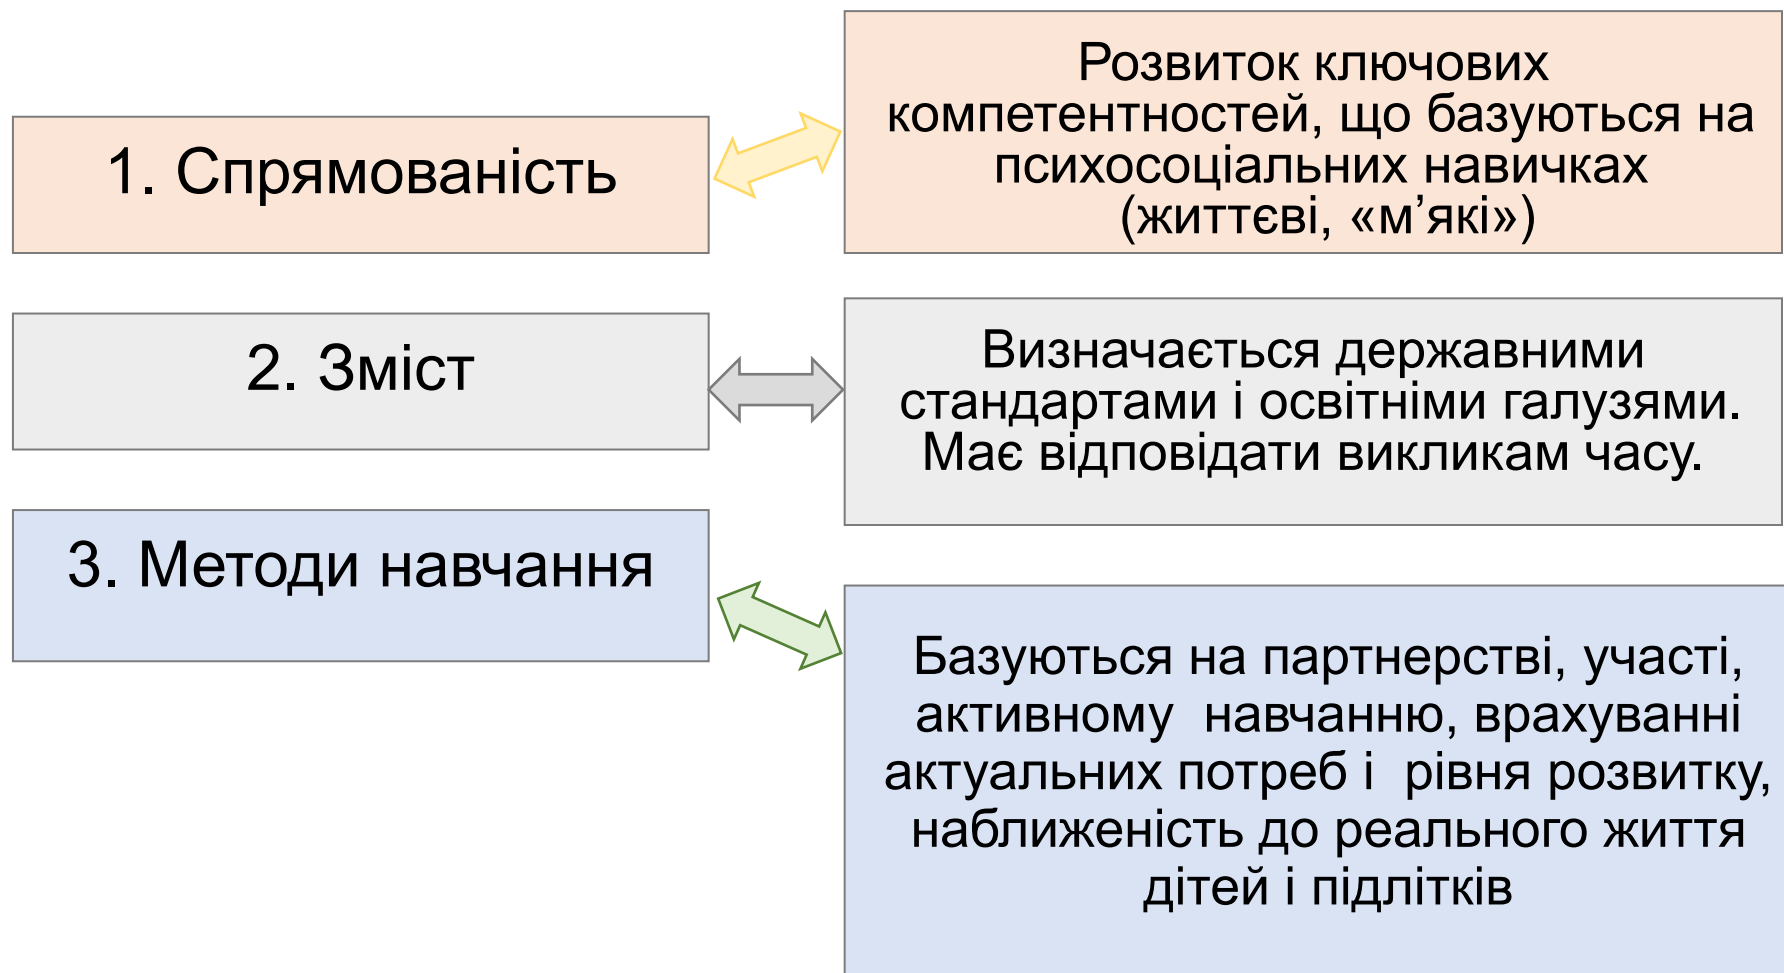 1. Спрямованість
Розвиток ключових
компетентностей, що базуються на
психосоціальних навичках
(життєві, «м’які»)
2. Зміст
Визначається державними
стандартами і освітніми галузями.
Має відповідати викликам часу.
3. Методи навчання
Базуються на партнерстві, участі,
активному  навчанню, врахуванні
актуальних потреб і  рівня розвитку,
наближеність до реального життя
дітей і підлітків